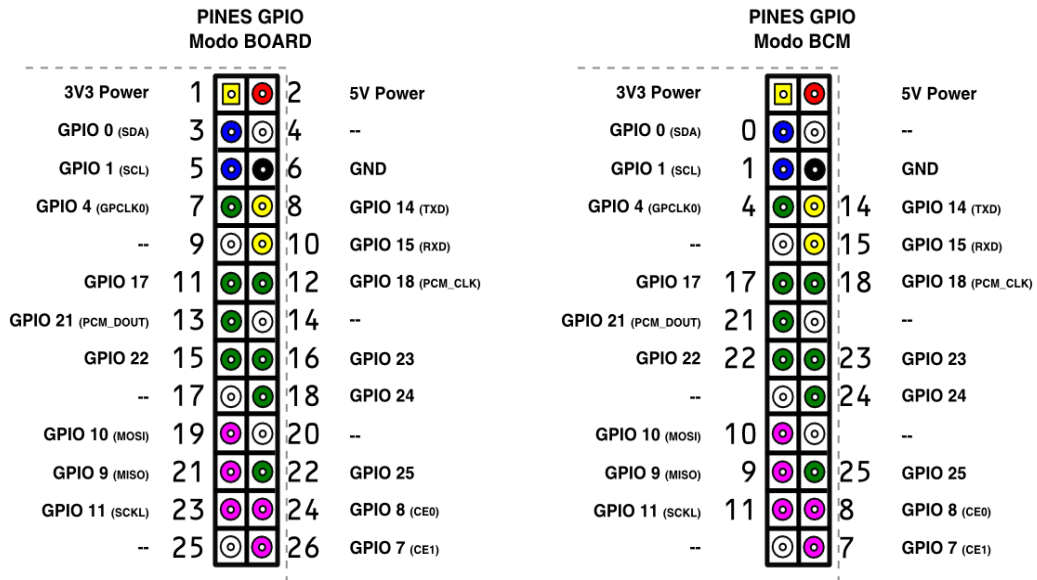 PINES GPIO
Modo BOARD
3V3 Power 1 2 5V Power
GPIO 0 (SDA) 3 4 --
GPIO 1 (SCL) 5 6 GND
GPIO 4 (GPCLK0) 7 8 GPIO 14 (TXD)
-- 9 10 GPIO 15 (RXD)
GPIO 17 11 12 GPIO 18 (PCM_CLK)
GPIO 21 (PCM_DOUT) 13 14 --
GPIO 22 15 16 GPIO 23
-- 17 18 GPIO 24
GPIO 10 (MOSI) 19 20 --
GPIO 9 (MISO) 21 22 GPIO 25
GPIO 11 (SCKL) 23 24 GPIO 8 (CE0)
-- 25 26 GPIO 7 (CE1)
PINES GPIO
Modo BCM
3V3 Power 5V Power
GPIO 0 (SDA) 0 --
GPIO 1 (SCL) 1 GND
GPIO 4 (GPCLK0) 4 14 GPIO 14 (TXD)
-- 15 GPIO 15 (RXD)
GPIO 17 17 18 GPIO 18 (PCM_CLK)
GPIO 21 (PCM_DOUT) 21 --
GPIO 22 22 23 GPIO 23
-- 24 GPIO 24
GPIO 10 (MOSI) 10 --
GPIO 9 (MISO) 9 25 GPIO 25
GPIO 11 (SCKL) 11 8 GPIO 8 (CE0)
-- 7 GPIO 7 (CE1)